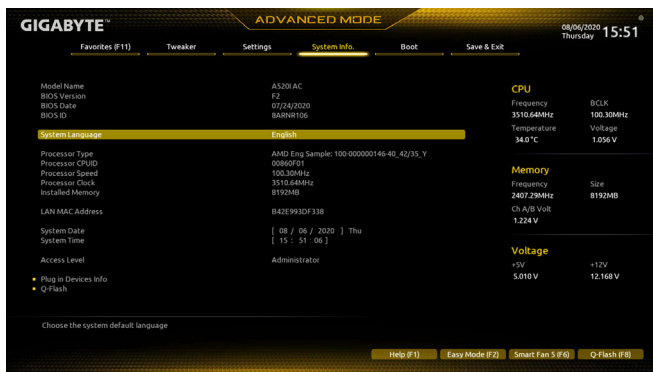 GIGABYTE™
ADVANCED MODE
08/06/2020 Thursday 15:51
Favorites (F11) Tweaker Settings System Info. Boot Save & Exit
Model Name A520I AC
BIOS Version F2
BIOS Date 07/24/2020
BIOS ID 8ARNR106
System Language English
Processor Type AMD Eng Sample: 100-000000146-40_42/35_Y
Processor CPUID 00860F01
Processor Speed 100.30MHz
Processor Clock 3510.64MHz
Installed Memory 8192MB
LAN MAC Address B42E993DF338
System Date [ 08 / 06 / 2020 ] Thu
System Time [ 15 : 51 : 06 ]
Access Level Administrator
Plug in Devices Info
Q-Flash
Choose the system default language
CPU
Frequency BCLK
3510.64MHz 100.30MHz
Temperature Voltage
34.0 °C 1.056 V
Memory
Frequency Size
2407.29MHz 8192MB
Ch A/B Volt
1.224 V
Voltage
+5V +12V
5.010 V 12.168 V
Help (F1) Easy Mode (F2) Smart Fan 5 (F6) Q-Flash (F8)